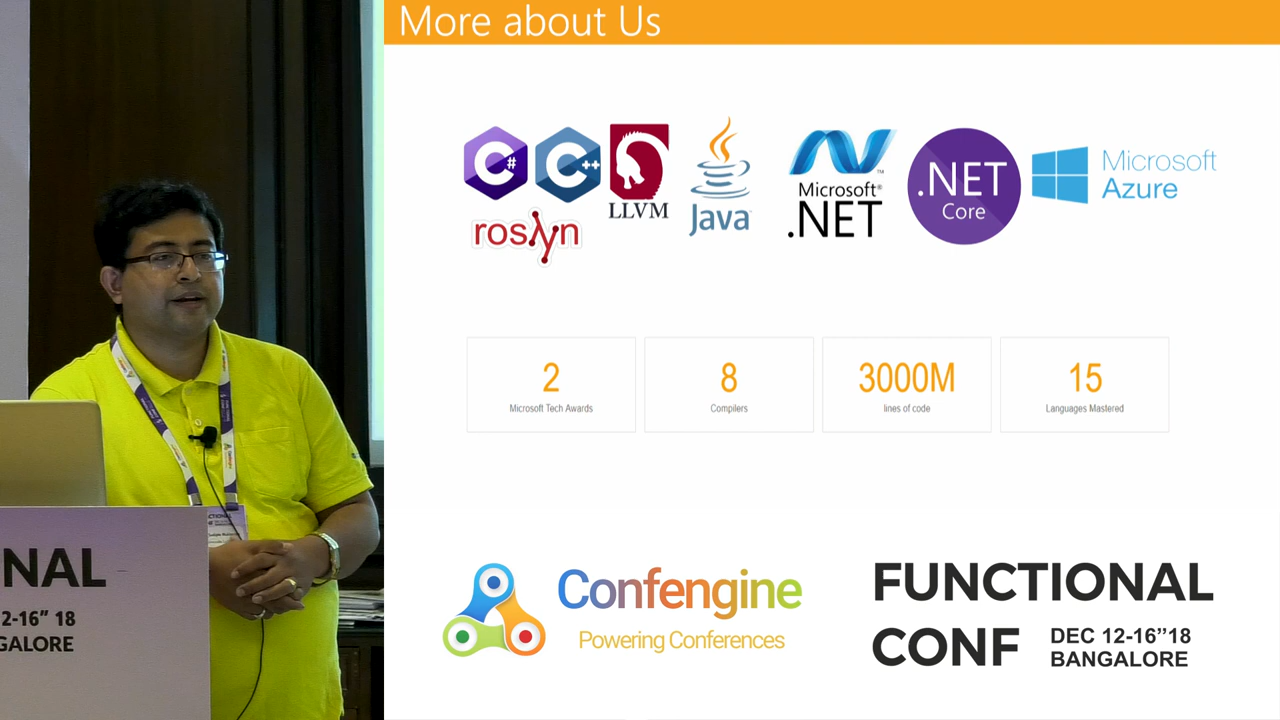 More about Us
C#
C++
LLVM
Java
Microsoft®
.NET
TM
.NET
Core
Microsoft
Azure
roslyn
2
Microsoft Tech Awards
8
Compilers
3000M
lines of code
15
Languages Mastered
Confengine
Powering Conferences
FUNCTIONAL
CONF
DEC 12-16”18
BANGALORE
NAL
2-16” 18
GALORE